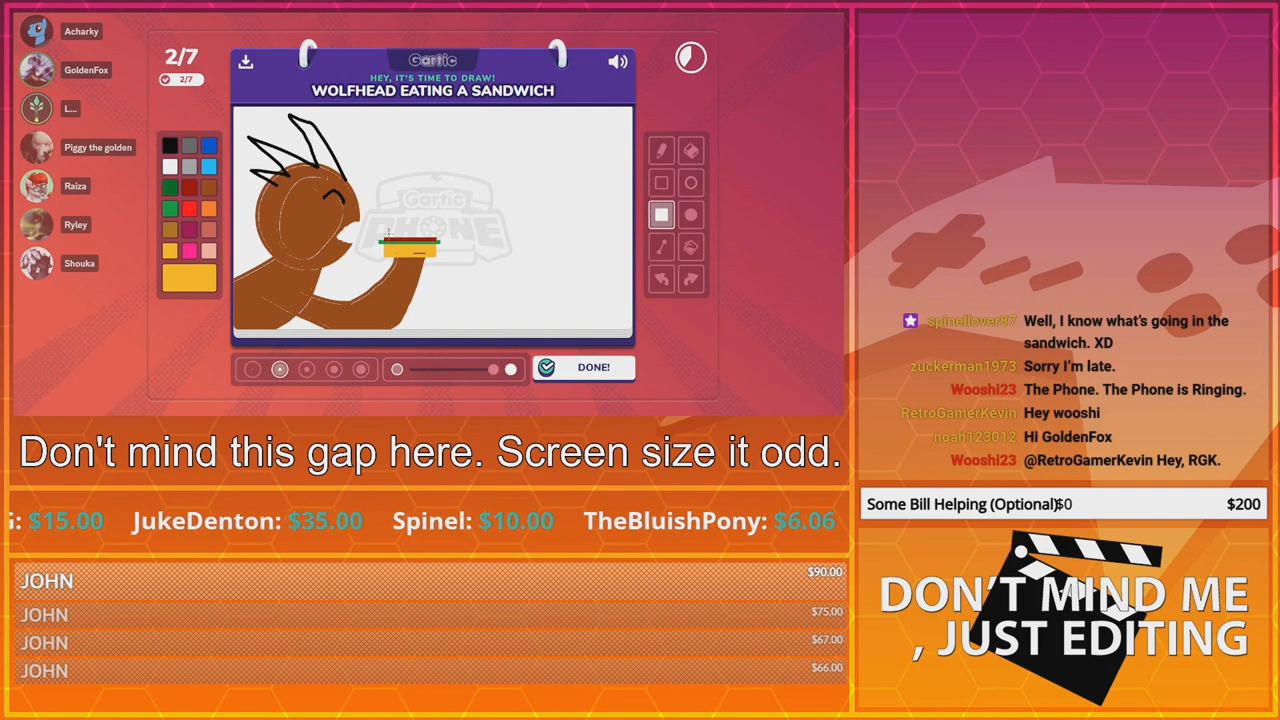 Acharky
GoldenFox
L...
Piggy the golden
Raiza
Ryley
Shouka
2/7
2/7
Gartic
HEY, IT'S TIME TO DRAW!
WOLFHEAD EATING A SANDWICH
Gartic
PHONE
DONE!
Don't mind this gap here. Screen size it odd.
G: $15.00 JukeDenton: $35.00 Spinel: $10.00 TheBluishPony: $6.06
JOHN $90.00
JOHN $75.00
JOHN $67.00
JOHN $66.00
spinellover87 Well, I know what's going in the
sandwich. XD
zuckerman1973 Sorry I'm late.
Wooshi23 The Phone. The Phone is Ringing.
RetroGamerKevin Hey wooshi
noah123012 Hi GoldenFox
Wooshi23 @RetroGamerKevin Hey, RGK.
Some Bill Helping (Optional) $0 $200
DON'T MIND ME
, JUST EDITING